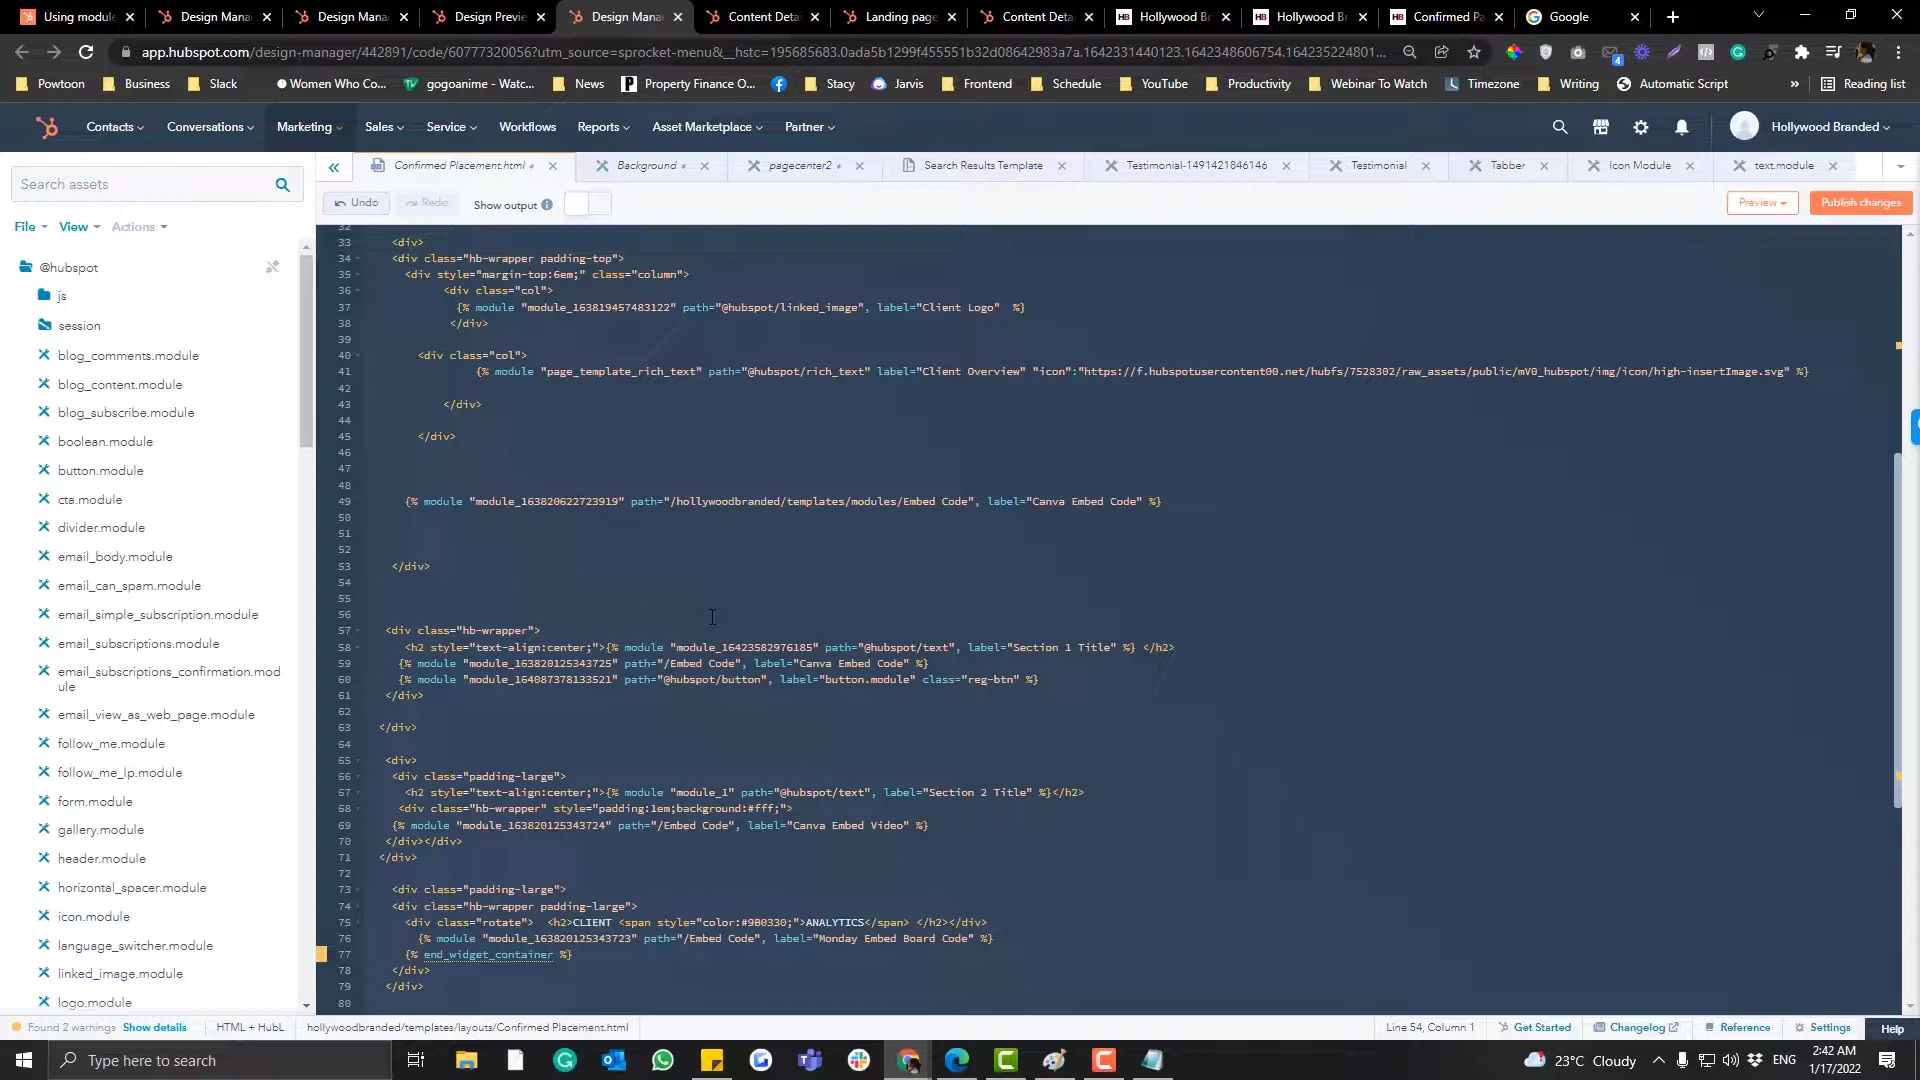 Using module
Design Mana
Design Mana
Design Previe
Design Mana
Content Deta
Landing page
Content Deta
Hollywood Br
Hollywood Br
Confirmed Pa
Google
app.hubspot.com/design-manager/442891/code/60777320056?utm_source=sprocket-menu&__hstc=195685683.0ada5b1299f455551b32d08642983a7a.1642331440123.1642348606754.164235224801...
Powtoon
Business
Slack
Women Who Co...
gogoanime - Watc...
News
Property Finance O...
Stacy
Jarvis
Frontend
Schedule
YouTube
Productivity
Webinar To Watch
Timezone
Writing
Automatic Script
»
Reading list
Contacts
Conversations
Marketing
Sales
Service
Workflows
Reports
Asset Marketplace
Partner
Hollywood Branded
Search assets
File
View
Actions
@hubspot
js
session
blog_comments.module
blog_content.module
blog_subscribe.module
boolean.module
button.module
cta.module
divider.module
email_body.module
email_can_spam.module
email_simple_subscription.module
email_subscriptions.module
email_subscriptions_confirmation.mod
ule
email_view_as_web_page.module
follow_me.module
follow_me_lp.module
form.module
gallery.module
header.module
horizontal_spacer.module
icon.module
language_switcher.module
linked_image.module
logo.module
«
Confirmed Placement.html *
Background *
pagecenter2 *
Search Results Template
Testimonial-1491421846146
Testimonial
Tabber
Icon Module
text.module
Undo
Redo
Show output
Preview
Publish changes
32
33 <div>
34 <div class="hb-wrapper padding-top">
35 <div style="margin-top:6em;" class="column">
36 <div class="col">
37 {% module "module_163819457483122" path="@hubspot/linked_image", label="Client Logo" %}
38 </div>
39
40 <div class="col">
41 {% module "page_template_rich_text" path="@hubspot/rich_text" label="Client Overview" "icon":"https://f.hubspotusercontent00.net/hubfs/7528302/raw_assets/public/mV0_hubspot/img/icon/high-insertImage.svg" %}
42
43 </div>
44
45 </div>
46
47
48
49 {% module "module_163820622723919" path="/hollywoodbranded/templates/modules/Embed Code", label="Canva Embed Code" %}
50
51
52
53 </div>
54
55
56
57 <div class="hb-wrapper">
58 <h2 style="text-align:center;">{% module "module_16423582976185" path="@hubspot/text", label="Section 1 Title" %} </h2>
59 {% module "module_163820125343725" path="/Embed Code", label="Canva Embed Code" %}
60 {% module "module_164087378133521" path="@hubspot/button", label="button.module" class="reg-btn" %}
61 </div>
62
63 </div>
64
65 <div>
66 <div class="padding-large">
67 <h2 style="text-align:center;">{% module "module_1" path="@hubspot/text", label="Section 2 Title" %}</h2>
68 <div class="hb-wrapper" style="padding:1em;background:#fff;">
69 {% module "module_163820125343724" path="/Embed Code", label="Canva Embed Video" %}
70 </div></div>
71 </div>
72
73 <div class="padding-large">
74 <div class="hb-wrapper padding-large">
75 <div class="rotate"> <h2>CLIENT <span style="color:#9B0330;">ANALYTICS</span> </h2></div>
76 {% module "module_163820125343723" path="/Embed Code", label="Monday Embed Board Code" %}
77 {% end_widget_container %}
78 </div>
79 </div>
80
Found 2 warnings
Show details
HTML + HubL
hollywoodbranded/templates/layouts/Confirmed Placement.html
Line 54, Column 1
Get Started
Changelog
Reference
Settings
Help
Type here to search
23°C Cloudy
ENG
2:42 AM
1/17/2022